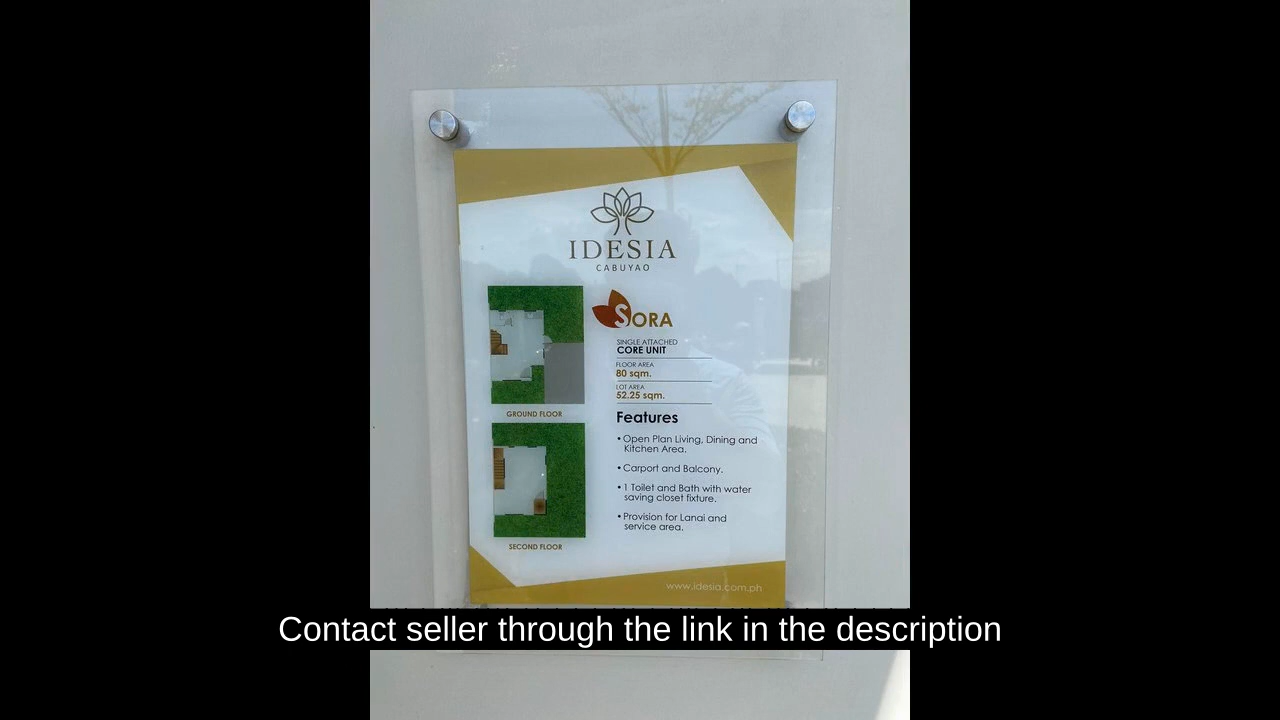 IDESIA
CABUYAO
SORA
SINGLE ATTACHED
CORE UNIT
FLOOR AREA
80 sqm.
LOT AREA
52.25 sqm.
GROUND FLOOR
Features
• Open Plan Living, Dining and
Kitchen Area.
• Carport and Balcony.
• 1 Toilet and Bath with water
saving closet fixture.
• Provision for Lanai and
service area.
SECOND FLOOR
www.idesia.com.ph
Contact seller through the link in the description